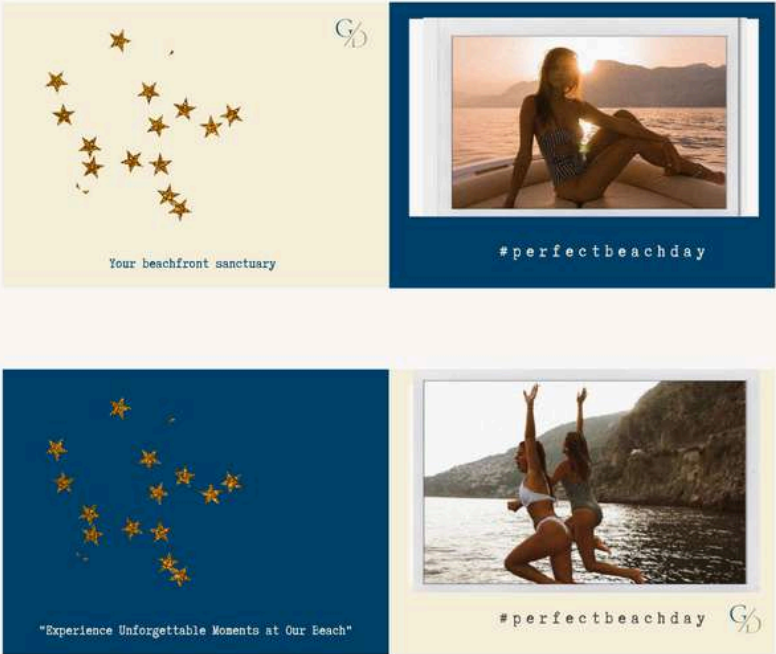 G/D
Your beachfront sanctuary
#perfectbeachday
"Experience Unforgettable Moments at Our Beach"
#perfectbeachday
G/D